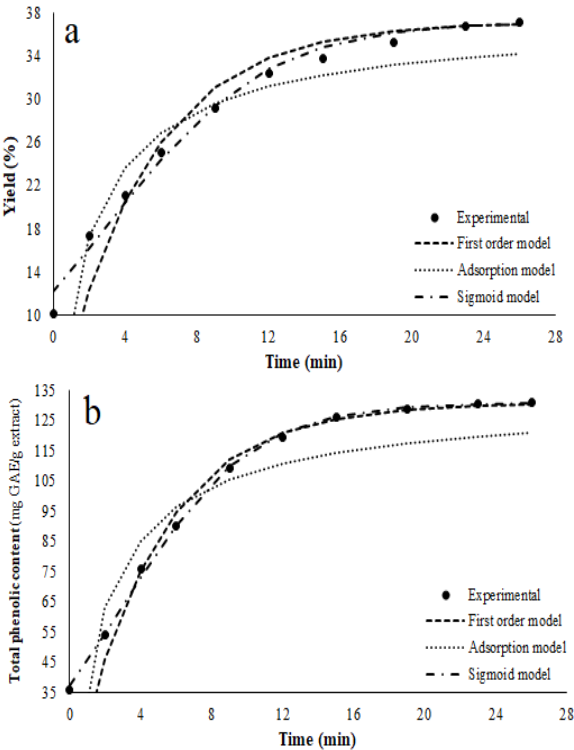 a
38
34
30
26
22
18
14
10
Yield (%)
Experimental
First order model
Adsorption model
Sigmoid model
0 4 8 12 16 20 24 28
Time (min)
b
135
125
115
105
95
85
75
65
55
45
35
Total phenolic content (mg GAE/g extract)
Experimental
First order model
Adsorption model
Sigmoid model
0 4 8 12 16 20 24 28
Time (min)